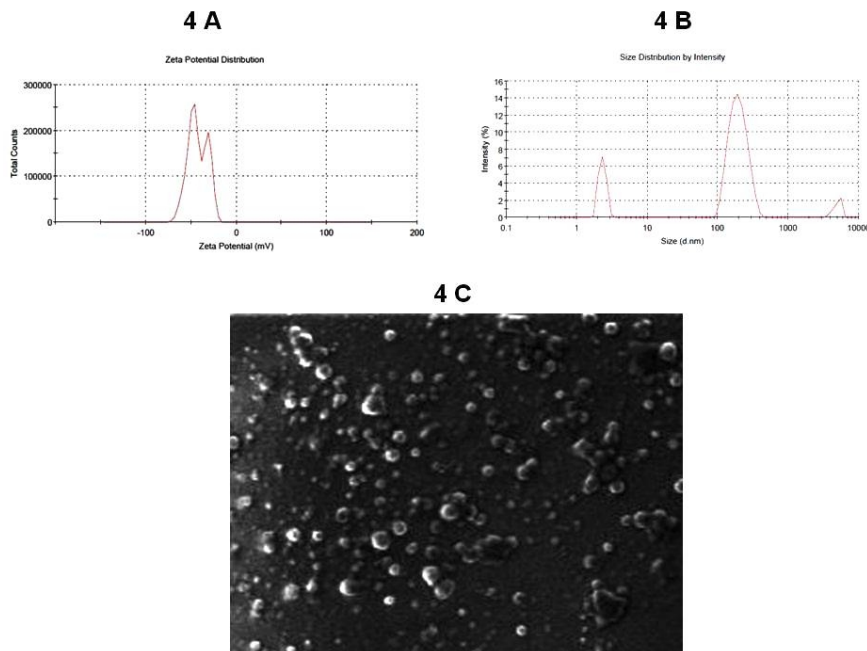 4 A
4 B
Zeta Potential Distribution
300000
200000
100000
0
Total Counts
-100
0
100
200
Zeta Potential (mV)
Size Distribution by Intensity
16
14
12
10
8
6
4
2
0
Intensity (%)
0.1
1
10
100
1000
10000
Size (d.nm)
4 C